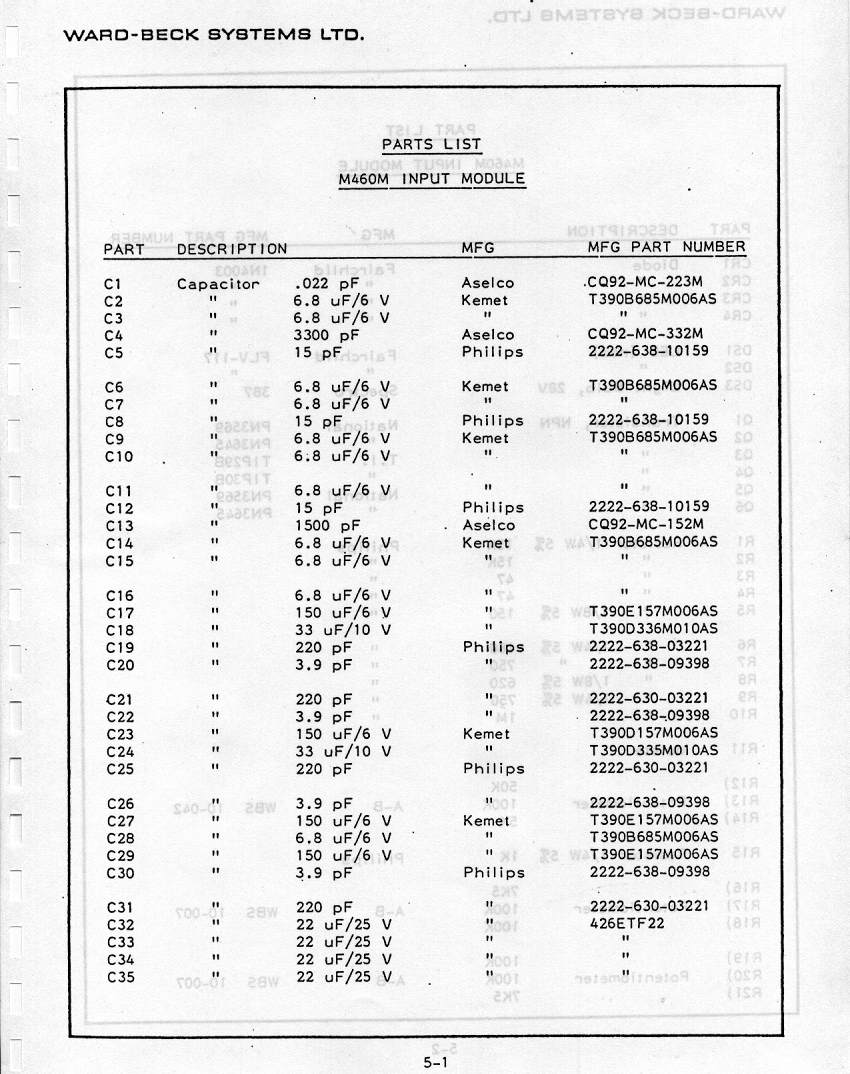 WARD-BECK SYSTEMS LTD.
PARTS LIST
M460M INPUT MODULE
PART DESCRIPTION MFG MFG PART NUMBER
C1 Capacitor .022 pF Aselco .CQ92-MC-223M
C2 " 6.8 uF/6 V Kemet T390B685M006AS
C3 " 6.8 uF/6 V " "
C4 " 3300 pF Aselco CQ92-MC-332M
C5 " 15 pF Philips 2222-638-10159
C6 " 6.8 uF/6 V Kemet T390B685M006AS
C7 " 6.8 uF/6 V " "
C8 " 15 pF Philips 2222-638-10159
C9 " 6.8 uF/6 V Kemet T390B685M006AS
C10 " 6.8 uF/6 V " "
C11 " 6.8 uF/6 V " "
C12 " 15 pF Philips 2222-638-10159
C13 " 1500 pF Aselco CQ92-MC-152M
C14 " 6.8 uF/6 V Kemet T390B685M006AS
C15 " 6.8 uF/6 V " "
C16 " 6.8 uF/6 V " "
C17 " 150 uF/6 V " T390E157M006AS
C18 " 33 uF/10 V " T390D336M010AS
C19 " 220 pF Philips 2222-638-03221
C20 " 3.9 pF " 2222-638-09398
C21 " 220 pF " 2222-630-03221
C22 " 3.9 pF " 2222-638-09398
C23 " 150 uF/6 V Kemet T390D157M006AS
C24 " 33 uF/10 V " T390D335M010AS
C25 " 220 pF Philips 2222-630-03221
C26 " 3.9 pF " 2222-638-09398
C27 " 150 uF/6 V Kemet T390E157M006AS
C28 " 6.8 uF/6 V " T390B685M006AS
C29 " 150 uF/6 V " T390E157M006AS
C30 " 3.9 pF Philips 2222-638-09398
C31 " 220 pF " 2222-630-03221
C32 " 22 uF/25 V " 426ETF22
C33 " 22 uF/25 V " "
C34 " 22 uF/25 V " "
C35 " 22 uF/25 V " "
5-1